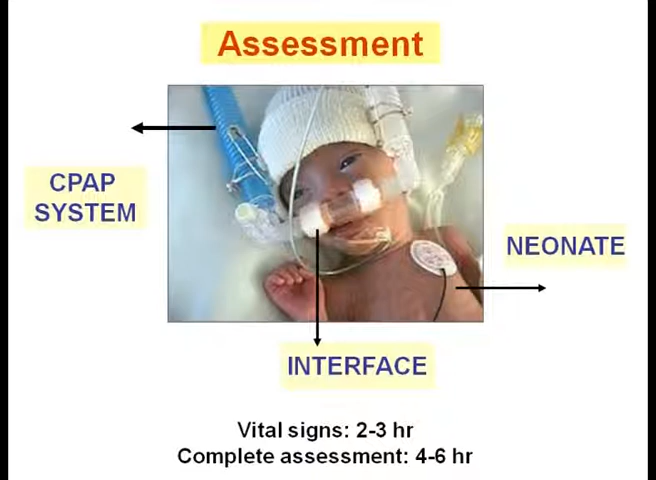 Assessment
CPAP
SYSTEM
NEONATE
INTERFACE
Vital signs: 2-3 hr
Complete assessment: 4-6 hr